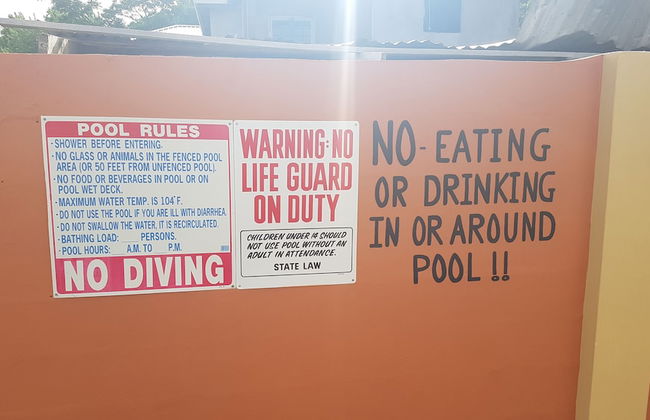 POOL RULES
·SHOWER BEFORE ENTERING.
·NO GLASS OR ANIMALS IN THE FENCED POOL
AREA (OR 50 FEET FROM UNFENCED POOL).
·NO FOOD OR BEVERAGES IN POOL OR ON
POOL WET DECK.
·MAXIMUM WATER TEMP. IS 104°F.
·DO NOT USE THE POOL IF YOU ARE ILL WITH DIARRHEA.
·DO NOT SWALLOW THE WATER, IT IS RECIRCULATED.
·BATHING LOAD: PERSONS.
·POOL HOURS: A.M. TO P.M.
NO DIVING
WARNING: NO
LIFE GUARD
ON DUTY
CHILDREN UNDER 14 SHOULD
NOT USE POOL WITHOUT AN
ADULT IN ATTENDANCE.
STATE LAW
NO - EATING
OR DRINKING
IN OR AROUND
POOL !!